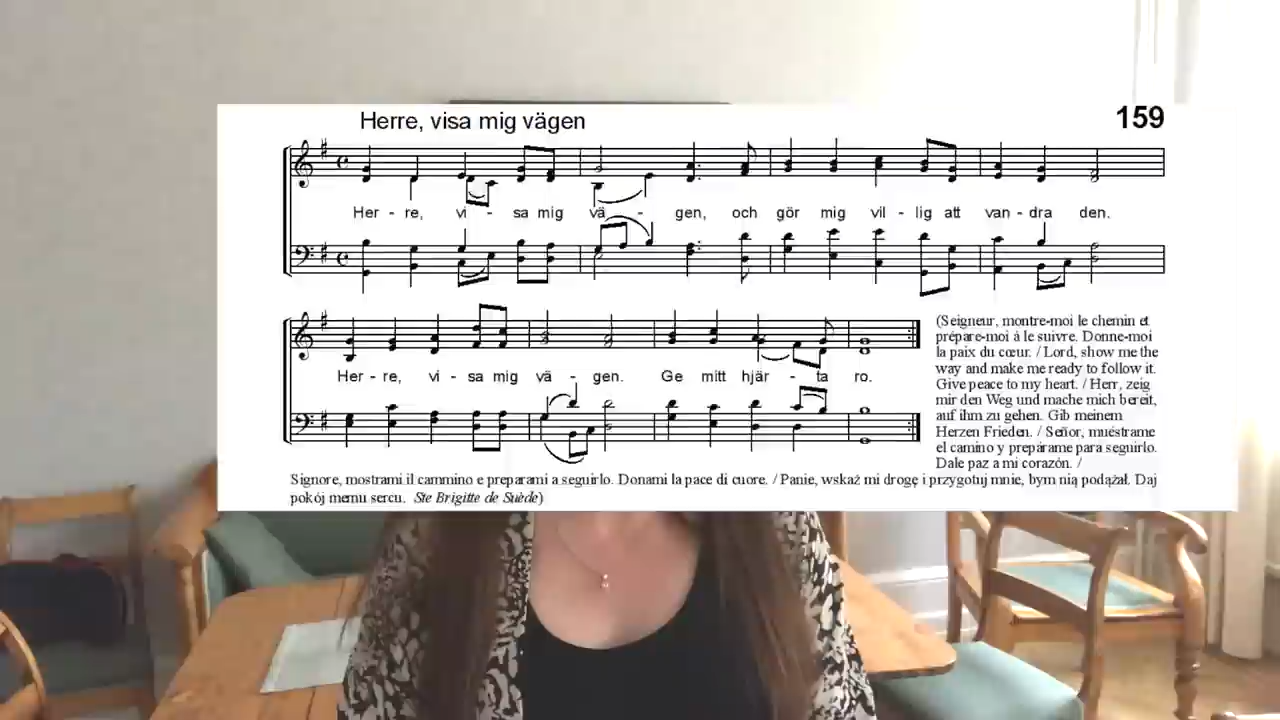 Herre, visa mig vägen
159
Her - re, vi - sa mig vä - gen, och gör mig vil - lig att van - dra den.
Her - re, vi - sa mig vä - gen. Ge mitt hjär - ta ro.
(Seigneur, montre-moi le chemin et
prépare-moi à le suivre. Donne-moi
la paix du cœur. / Lord, show me the
way and make me ready to follow it.
Give peace to my heart. / Herr, zeig
mir den Weg und mache mich bereit,
auf ihm zu gehen. Gib meinem
Herzen Frieden. / Señor, muéstrame
el camino y prepárame para seguirlo.
Dale paz a mi corazón. /
Signore, mostrami il cammino e preparami a seguirlo. Donami la pace di cuore. / Panie, wskaż mi drogę i przygotuj mnie, bym nią podążał. Daj
pokój memu sercu. Ste Brigitte de Suède)